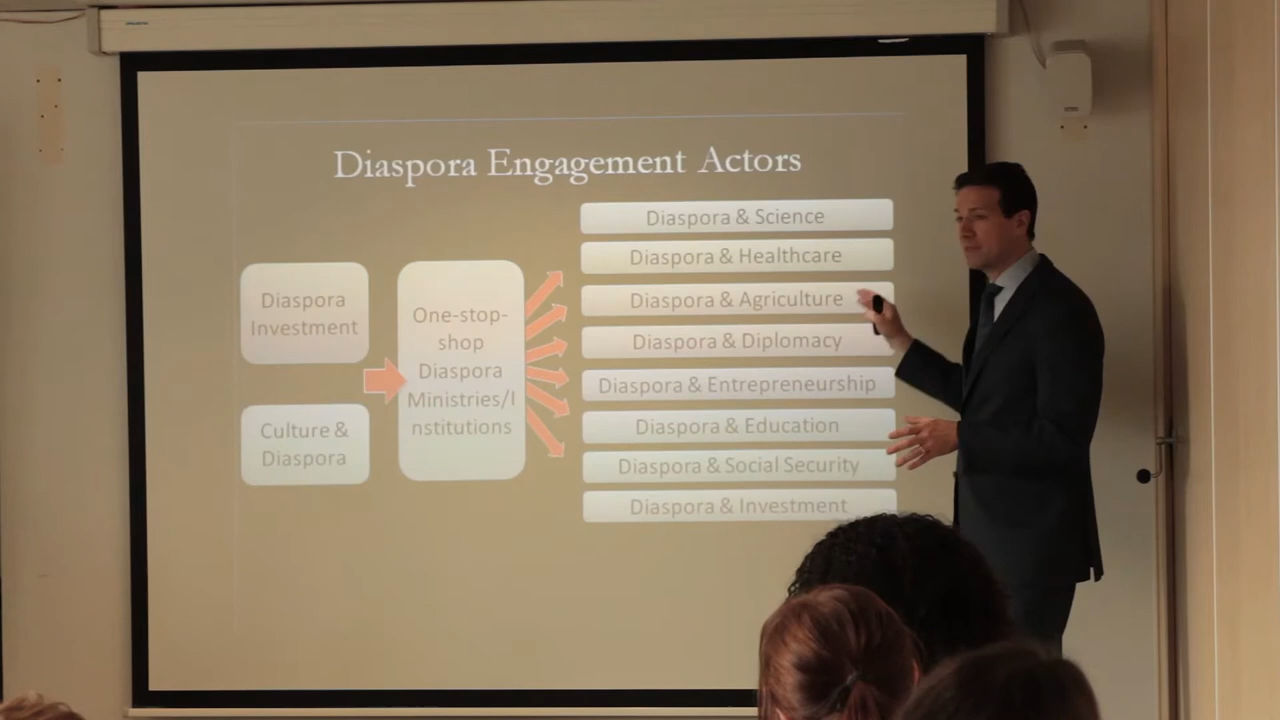 Diaspora Engagement Actors
Diaspora
Investment
Culture &
Diaspora
One-stop-
shop
Diaspora
Ministries/I
nstitutions
Diaspora & Science
Diaspora & Healthcare
Diaspora & Agriculture
Diaspora & Diplomacy
Diaspora & Entrepreneurship
Diaspora & Education
Diaspora & Social Security
Diaspora & Investment